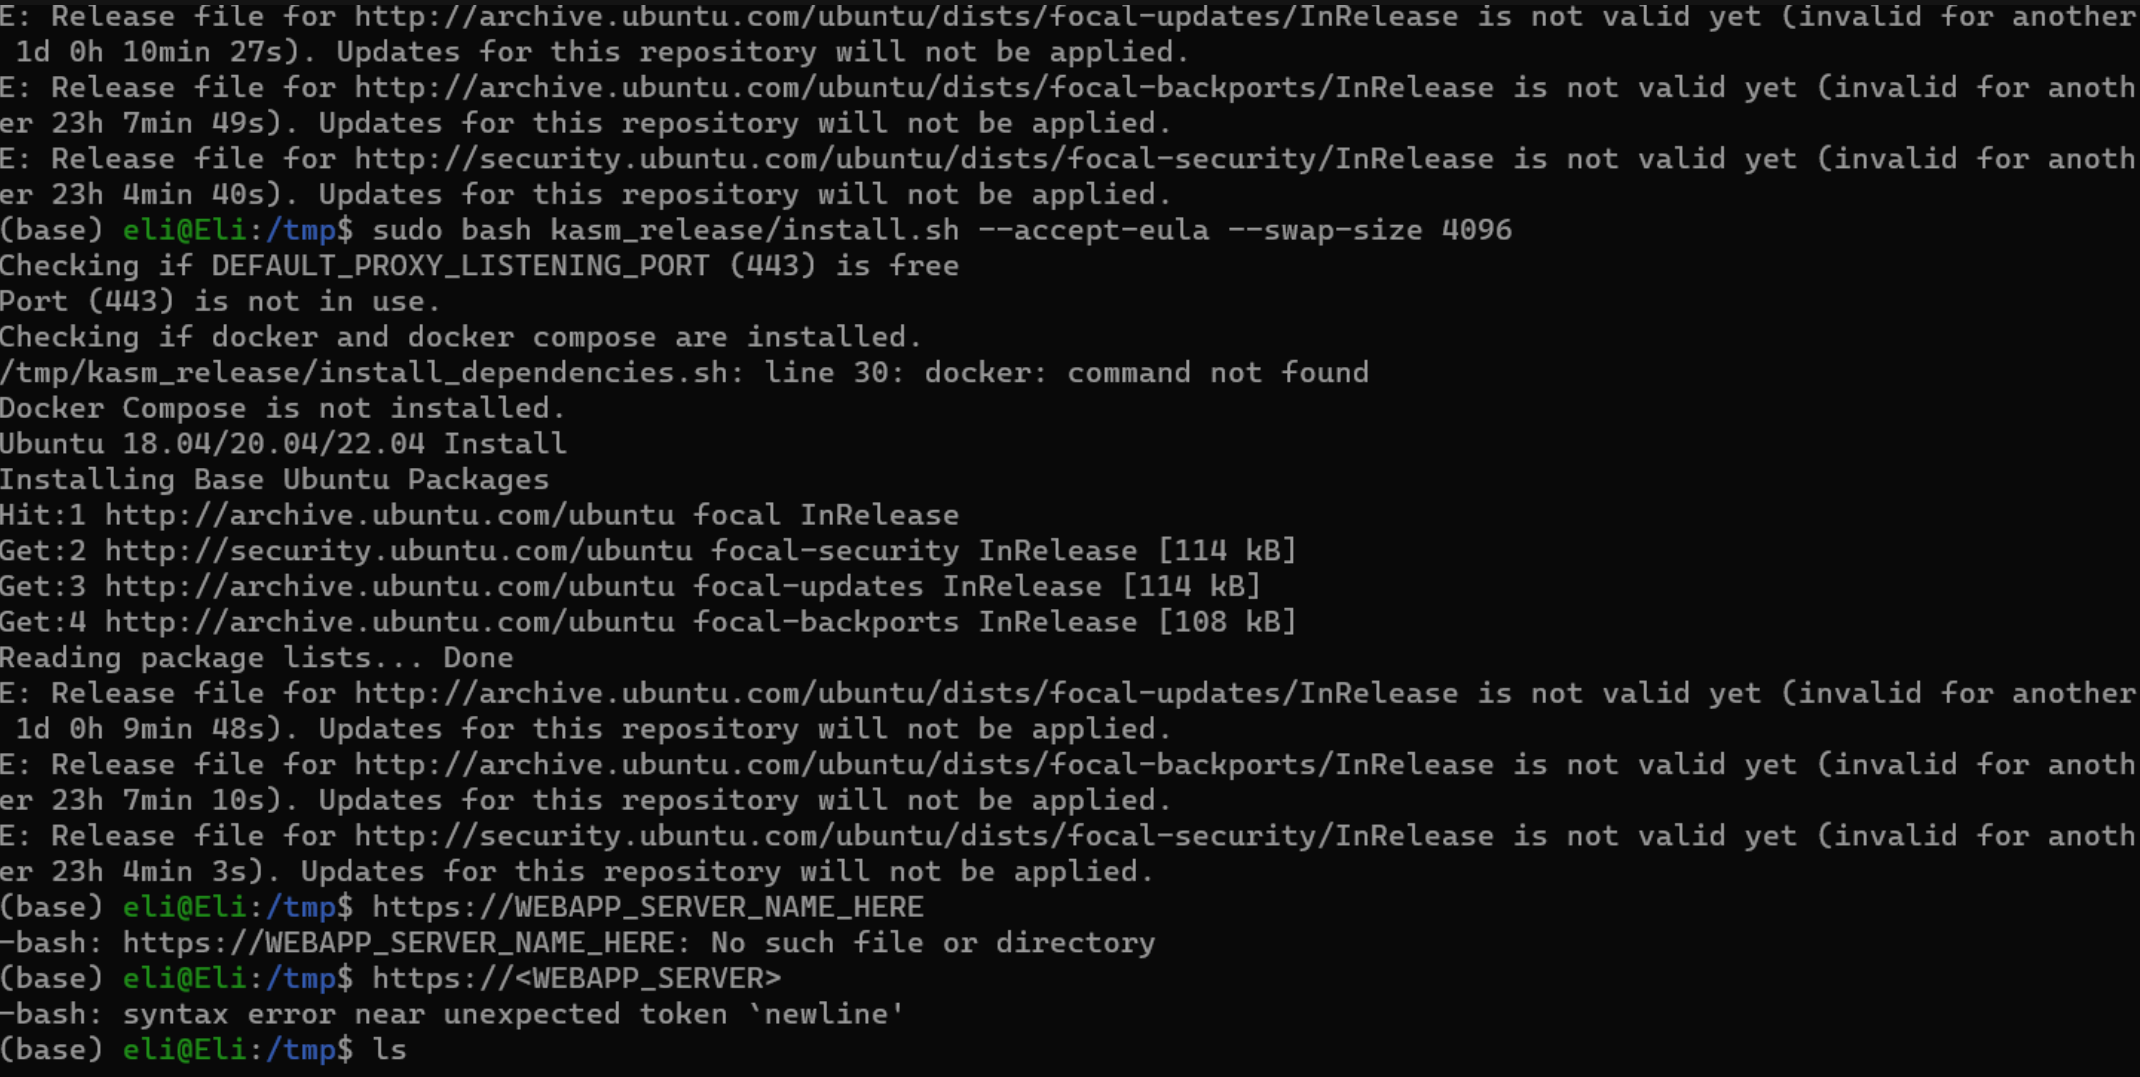 E: Release file for http://archive.ubuntu.com/ubuntu/dists/focal-updates/InRelease is not valid yet (invalid for another
 1d 0h 10min 27s). Updates for this repository will not be applied.
E: Release file for http://archive.ubuntu.com/ubuntu/dists/focal-backports/InRelease is not valid yet (invalid for anoth
er 23h 7min 49s). Updates for this repository will not be applied.
E: Release file for http://security.ubuntu.com/ubuntu/dists/focal-security/InRelease is not valid yet (invalid for anoth
er 23h 4min 40s). Updates for this repository will not be applied.
(base) eli@Eli:/tmp$ sudo bash kasm_release/install.sh --accept-eula --swap-size 4096
Checking if DEFAULT_PROXY_LISTENING_PORT (443) is free
Port (443) is not in use.
Checking if docker and docker compose are installed.
/tmp/kasm_release/install_dependencies.sh: line 30: docker: command not found
Docker Compose is not installed.
Ubuntu 18.04/20.04/22.04 Install
Installing Base Ubuntu Packages
Hit:1 http://archive.ubuntu.com/ubuntu focal InRelease
Get:2 http://security.ubuntu.com/ubuntu focal-security InRelease [114 kB]
Get:3 http://archive.ubuntu.com/ubuntu focal-updates InRelease [114 kB]
Get:4 http://archive.ubuntu.com/ubuntu focal-backports InRelease [108 kB]
Reading package lists... Done
E: Release file for http://archive.ubuntu.com/ubuntu/dists/focal-updates/InRelease is not valid yet (invalid for another
 1d 0h 9min 48s). Updates for this repository will not be applied.
E: Release file for http://archive.ubuntu.com/ubuntu/dists/focal-backports/InRelease is not valid yet (invalid for anoth
er 23h 7min 10s). Updates for this repository will not be applied.
E: Release file for http://security.ubuntu.com/ubuntu/dists/focal-security/InRelease is not valid yet (invalid for anoth
er 23h 4min 3s). Updates for this repository will not be applied.
(base) eli@Eli:/tmp$ https://WEBAPP_SERVER_NAME_HERE
-bash: https://WEBAPP_SERVER_NAME_HERE: No such file or directory
(base) eli@Eli:/tmp$ https://<WEBAPP_SERVER>
-bash: syntax error near unexpected token `newline'
(base) eli@Eli:/tmp$ ls